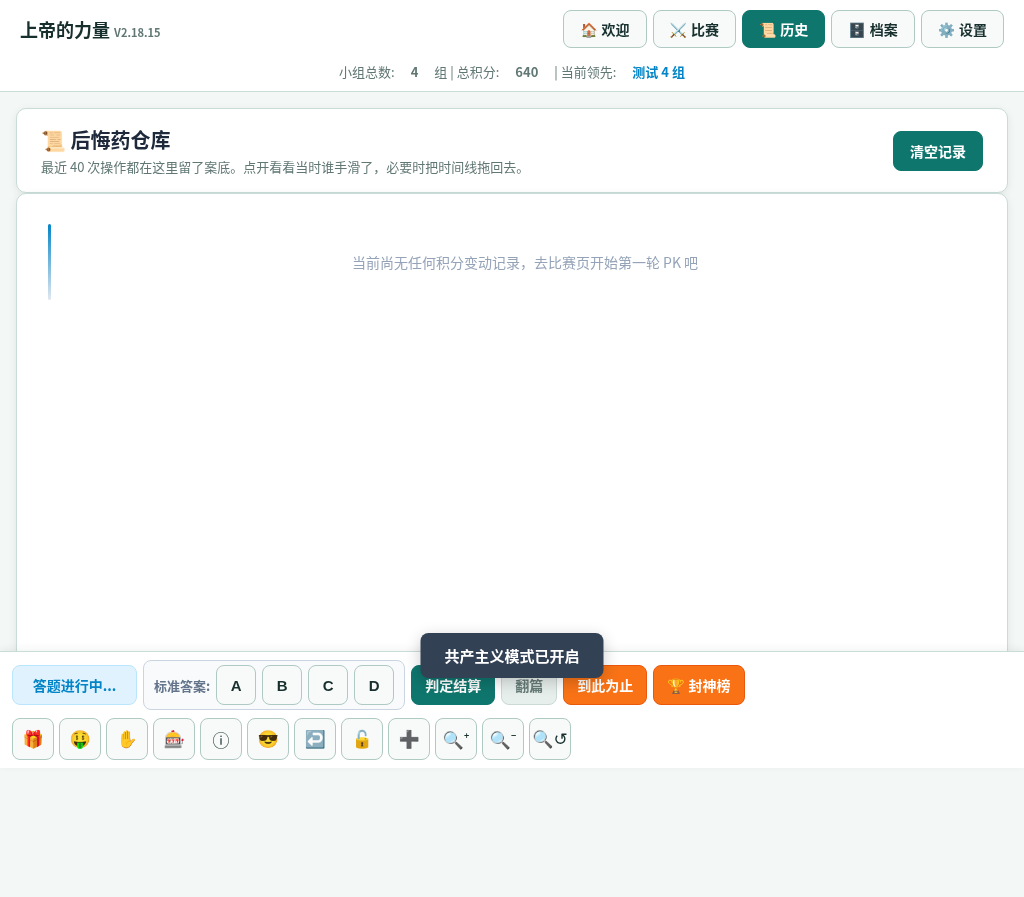 上帝的力量 V2.18.15
🏠 欢迎
⚔️ 比赛
📜 历史
🗄️ 档案
⚙️ 设置
小组总数: 4 组 | 总积分: 640 | 当前领先: 测试 4 组
📜 后悔药仓库
最近 40 次操作都在这里留了案底。点开看看当时谁手滑了，必要时把时间线拖回去。
清空记录
当前尚无任何积分变动记录，去比赛页开始第一轮 PK 吧
共产主义模式已开启
答题进行中...
标准答案: A B C D
判定结算
翻篇
到此为止
🏆 封神榜